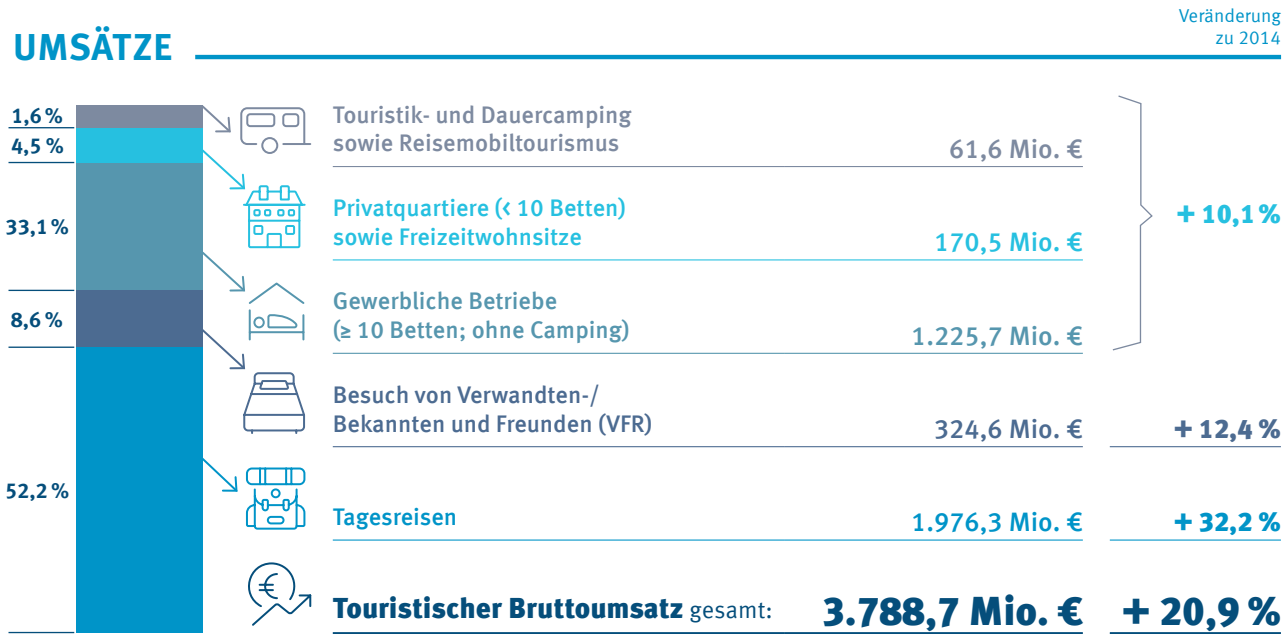 Veränderung
zu 2014
UMSÄTZE
1,6 %
Touristik- und Dauercamping
sowie Reisemobiltourismus
61,6 Mio. €
4,5 %
Privatquartiere (< 10 Betten)
sowie Freizeitwohnsitze
170,5 Mio. €
+ 10,1 %
33,1 %
Gewerbliche Betriebe
(≥ 10 Betten; ohne Camping)
1.225,7 Mio. €
8,6 %
Besuch von Verwandten-/
Bekannten und Freunden (VFR)
324,6 Mio. €
+ 12,4 %
52,2 %
Tagesreisen
1.976,3 Mio. €
+ 32,2 %
€
Touristischer Bruttoumsatz gesamt:
3.788,7 Mio. €
+ 20,9 %